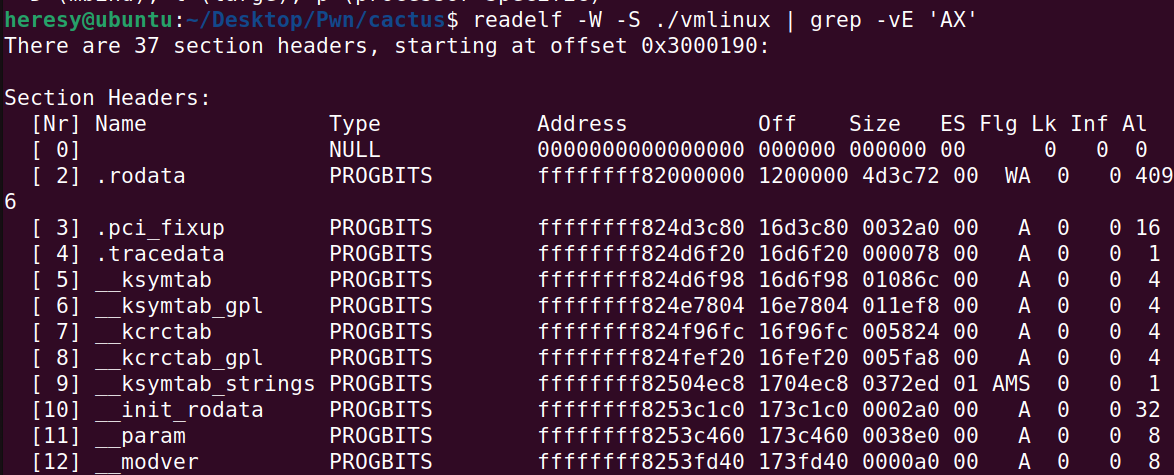 heresy@ubuntu:~/Desktop/Pwn/cactus$ readelf -W -S ./vmlinux | grep -vE 'AX'
There are 37 section headers, starting at offset 0x3000190:
Section Headers:
  [Nr] Name              Type            Address          Off    Size   ES Flg Lk Inf Al
  [ 0]                   NULL            0000000000000000 000000 000000 00      0   0  0
  [ 2] .rodata           PROGBITS        ffffffff82000000 1200000 4d3c72 00  WA  0   0 409
6
  [ 3] .pci_fixup        PROGBITS        ffffffff824d3c80 16d3c80 0032a0 00   A  0   0 16
  [ 4] .tracedata        PROGBITS        ffffffff824d6f20 16d6f20 000078 00   A  0   0  1
  [ 5] __ksymtab         PROGBITS        ffffffff824d6f98 16d6f98 01086c 00   A  0   0  4
  [ 6] __ksymtab_gpl     PROGBITS        ffffffff824e7804 16e7804 011ef8 00   A  0   0  4
  [ 7] __kcrctab         PROGBITS        ffffffff824f96fc 16f96fc 005824 00   A  0   0  4
  [ 8] __kcrctab_gpl     PROGBITS        ffffffff824fef20 16fef20 005fa8 00   A  0   0  4
  [ 9] __ksymtab_strings PROGBITS        ffffffff82504ec8 1704ec8 0372ed 01 AMS  0   0  1
  [10] __init_rodata     PROGBITS        ffffffff8253c1c0 173c1c0 0002a0 00   A  0   0 32
  [11] __param           PROGBITS        ffffffff8253c460 173c460 0038e0 00   A  0   0  8
  [12] __modver          PROGBITS        ffffffff8253fd40 173fd40 0000a0 00   A  0   0  8